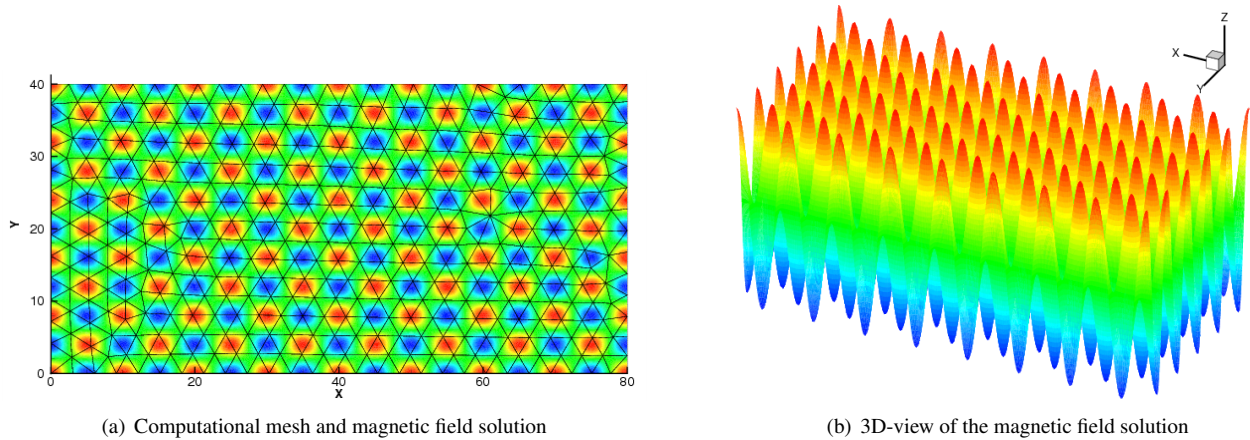 40
30
20
10
0
Y
0
20
40
60
80
X
Z
X
Y
(a) Computational mesh and magnetic field solution
(b) 3D-view of the magnetic field solution